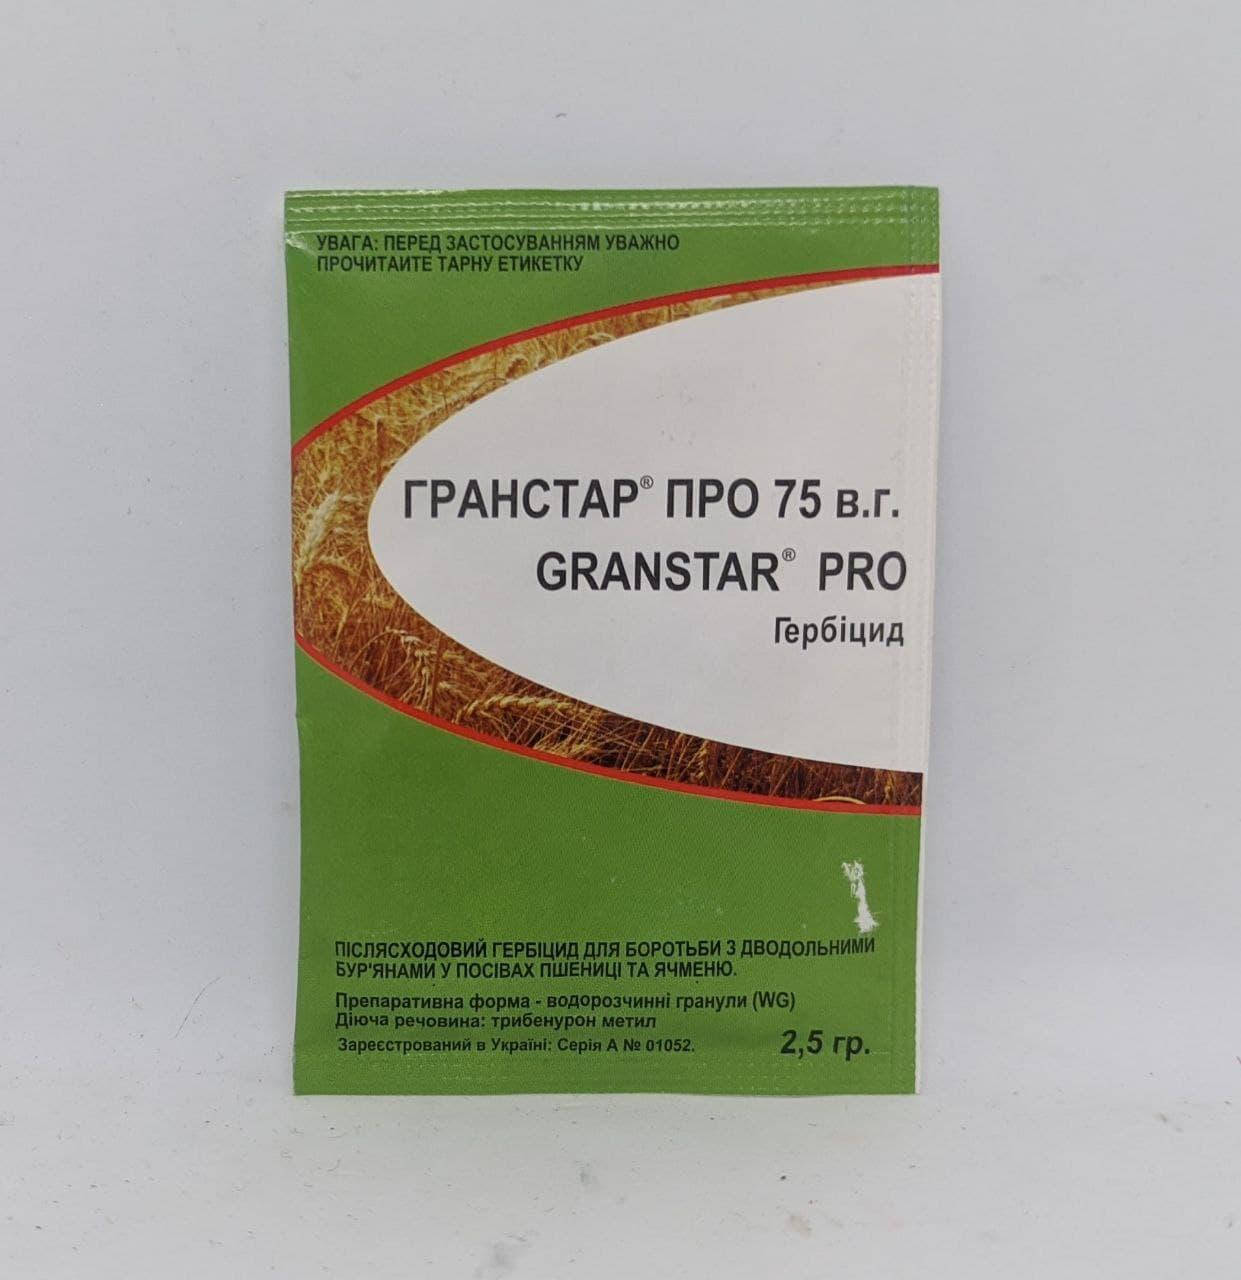 УВАГА: ПЕРЕД ЗАСТОСУВАННЯМ УВАЖНО
ПРОЧИТАЙТЕ ТАРНУ ЕТИКЕТКУ
ГРАНСТАР® ПРО 75 в.г.
GRANSTAR® PRO
Гербіцид
ПІСЛЯСХОДОВИЙ ГЕРБІЦИД ДЛЯ БОРОТЬБИ З ДВОДОЛЬНИМИ
БУР'ЯНАМИ У ПОСІВАХ ПШЕНИЦІ ТА ЯЧМЕНЮ.
Препаративна форма - водорозчинні гранули (WG)
Діюча речовина: трибенурон метил
Зареєстрований в Україні: Серія А № 01052.
2,5 гр.